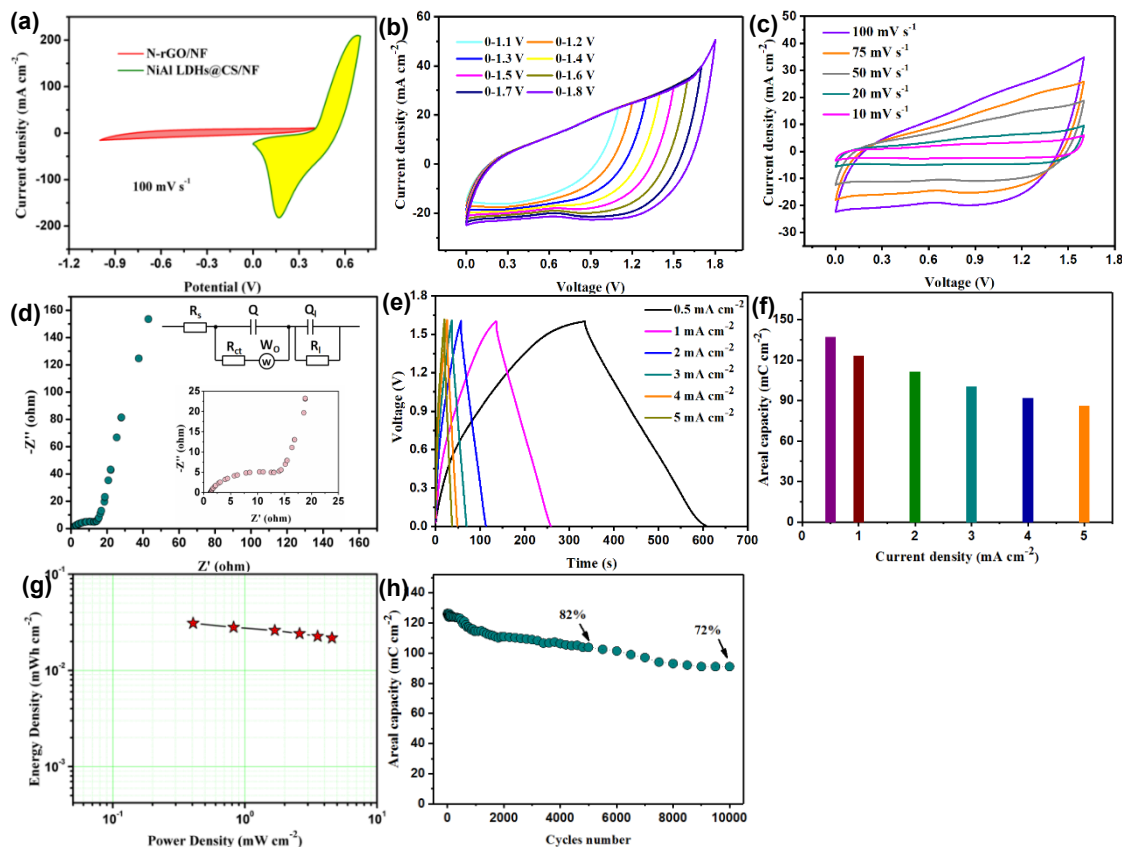 (a)
Current density (mA cm⁻²)
200
100
0
-100
-200
N-rGO/NF
NiAl LDHs@CS/NF
100 mV s⁻¹
-1.2 -0.9 -0.6 -0.3 0.0 0.3 0.6
Potential (V)
(b)
Current density (mA cm⁻²)
60
40
20
0
-20
0-1.1 V 0-1.2 V
0-1.3 V 0-1.4 V
0-1.5 V 0-1.6 V
0-1.7 V 0-1.8 V
0.0 0.3 0.6 0.9 1.2 1.5 1.8
Voltage (V)
(c)
Current density (mA cm⁻²)
50
40
30
20
10
0
-10
-20
-30
100 mV s⁻¹
75 mV s⁻¹
50 mV s⁻¹
20 mV s⁻¹
10 mV s⁻¹
0.0 0.3 0.6 0.9 1.2 1.5 1.8
Voltage (V)
(d)
-Z'' (ohm)
160
140
120
100
80
60
40
20
0
Rs Q Ql
Rct Wo Rl
W
-Z'' (ohm)
25
20
15
10
5
0
0 5 10 15 20 25
Z' (ohm)
0 20 40 60 80 100 120 140 160
Z' (ohm)
(e)
Voltage (V)
1.8
1.5
1.2
0.9
0.6
0.3
0.0
0.5 mA cm⁻²
1 mA cm⁻²
2 mA cm⁻²
3 mA cm⁻²
4 mA cm⁻²
5 mA cm⁻²
0 100 200 300 400 500 600 700
Time (s)
(f)
Areal capacity (mC cm⁻²)
150
120
90
60
30
0
0 1 2 3 4 5
Current density (mA cm⁻²)
(g)
Energy Density (mWh cm⁻²)
10⁻¹
10⁻²
10⁻³
10⁻¹ 10⁰ 10¹
Power Density (mW cm⁻²)
(h)
Areal capacity (mC cm⁻²)
140
120
100
80
60
40
20
0
82%
72%
0 2000 4000 6000 8000 10000
Cycles number